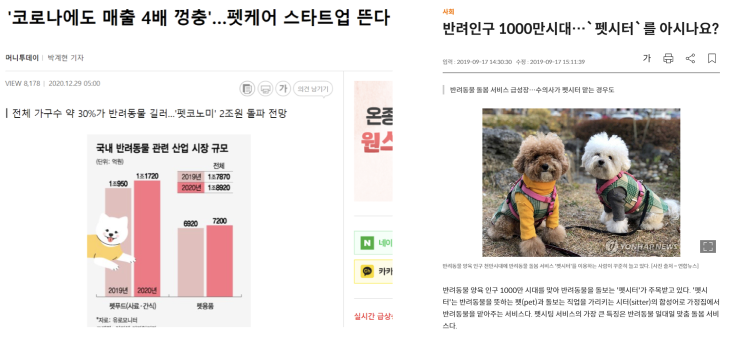 '코로나에도 매출 4배 껑충'...펫케어 스타트업 뜬다
머니투데이 | 박계현 기자
VIEW 8,178 | 2020.12.29 05:00
가
의견 남기기
전체 가구수 약 30%가 반려동물 길러...'펫코노미' 2조원 돌파 전망
국내 반려동물 관련 산업 시장 규모
(단위: 억원)
전체
2019년 1조7870
2020년 1조8920
1조950
1조1720
6920
7200
2019년
2020년
펫푸드(사료·간식)
펫용품
*자료: 유로모니터
온종
원스
N 네이
카카
실시간 급상
사회
반려인구 1000만시대…`펫시터`를 아시나요?
입력 : 2019-09-17 14:30:30 수정 : 2019-09-17 15:11:39
가
반려동물 돌봄 서비스 급성장…수의사가 펫시터 맡는 경우도
YONHAPNEWS
반려동물 양육 인구 천만시대에 반려동물 돌봄 서비스 '펫시터'를 이용하는 사람이 꾸준히 늘고 있다. [사진 출처 = 연합뉴스]
반려동물 양육 인구 1000만 시대를 맞아 반려동물을 돌보는 '펫시터'가 주목받고 있다. '펫시
터'는 반려동물을 뜻하는 펫(pet)과 돌보는 직업을 가리키는 시터(sitter)의 합성어로 가정집에서
반려동물을 맡아주는 서비스다. 펫시팅 서비스의 가장 큰 특징은 반려동물 일대일 맞춤 서비스
다.